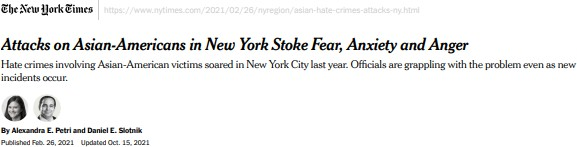 The New York Times
https://www.nytimes.com/2021/02/26/nyregion/asian-hate-crimes-attacks-ny.html
Attacks on Asian-Americans in New York Stoke Fear, Anxiety and Anger
Hate crimes involving Asian-American victims soared in New York City last year. Officials are grappling with the problem even as new
incidents occur.
By Alexandra E. Petri and Daniel E. Slotnik
Published Feb. 26, 2021 Updated Oct. 15, 2021